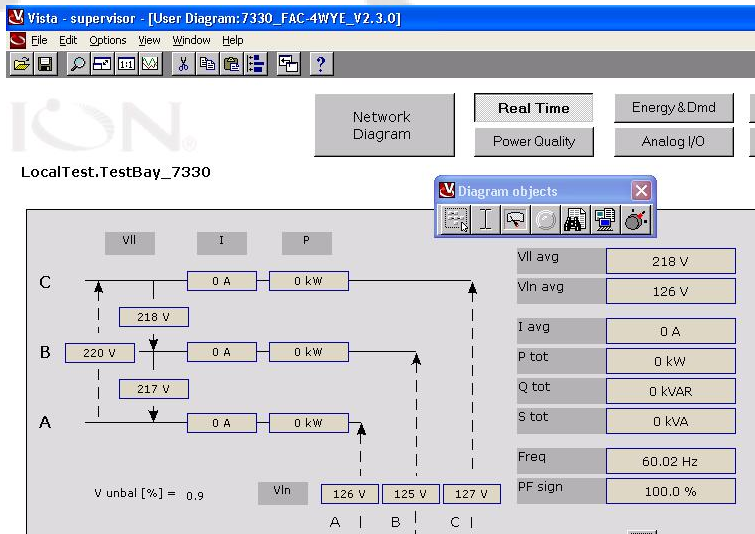 Vista - supervisor - [User Diagram:7330_FAC-4WYE_V2.3.0]
File Edit Options View Window Help
1:1 ?
ION®
Network Diagram
Real Time
Energy&Dmd
Power Quality
Analog I/O
LocalTest.TestBay_7330
Diagram objects
Vll I P
C 0 A 0 kW
218 V
B 220 V 0 A 0 kW
217 V
A 0 A 0 kW
V unbal [%] = 0.9
Vln 126 V 125 V 127 V
A B C
Vll avg 218 V
Vln avg 126 V
I avg 0 A
P tot 0 kW
Q tot 0 kVAR
S tot 0 kVA
Freq 60.02 Hz
PF sign 100.0 %